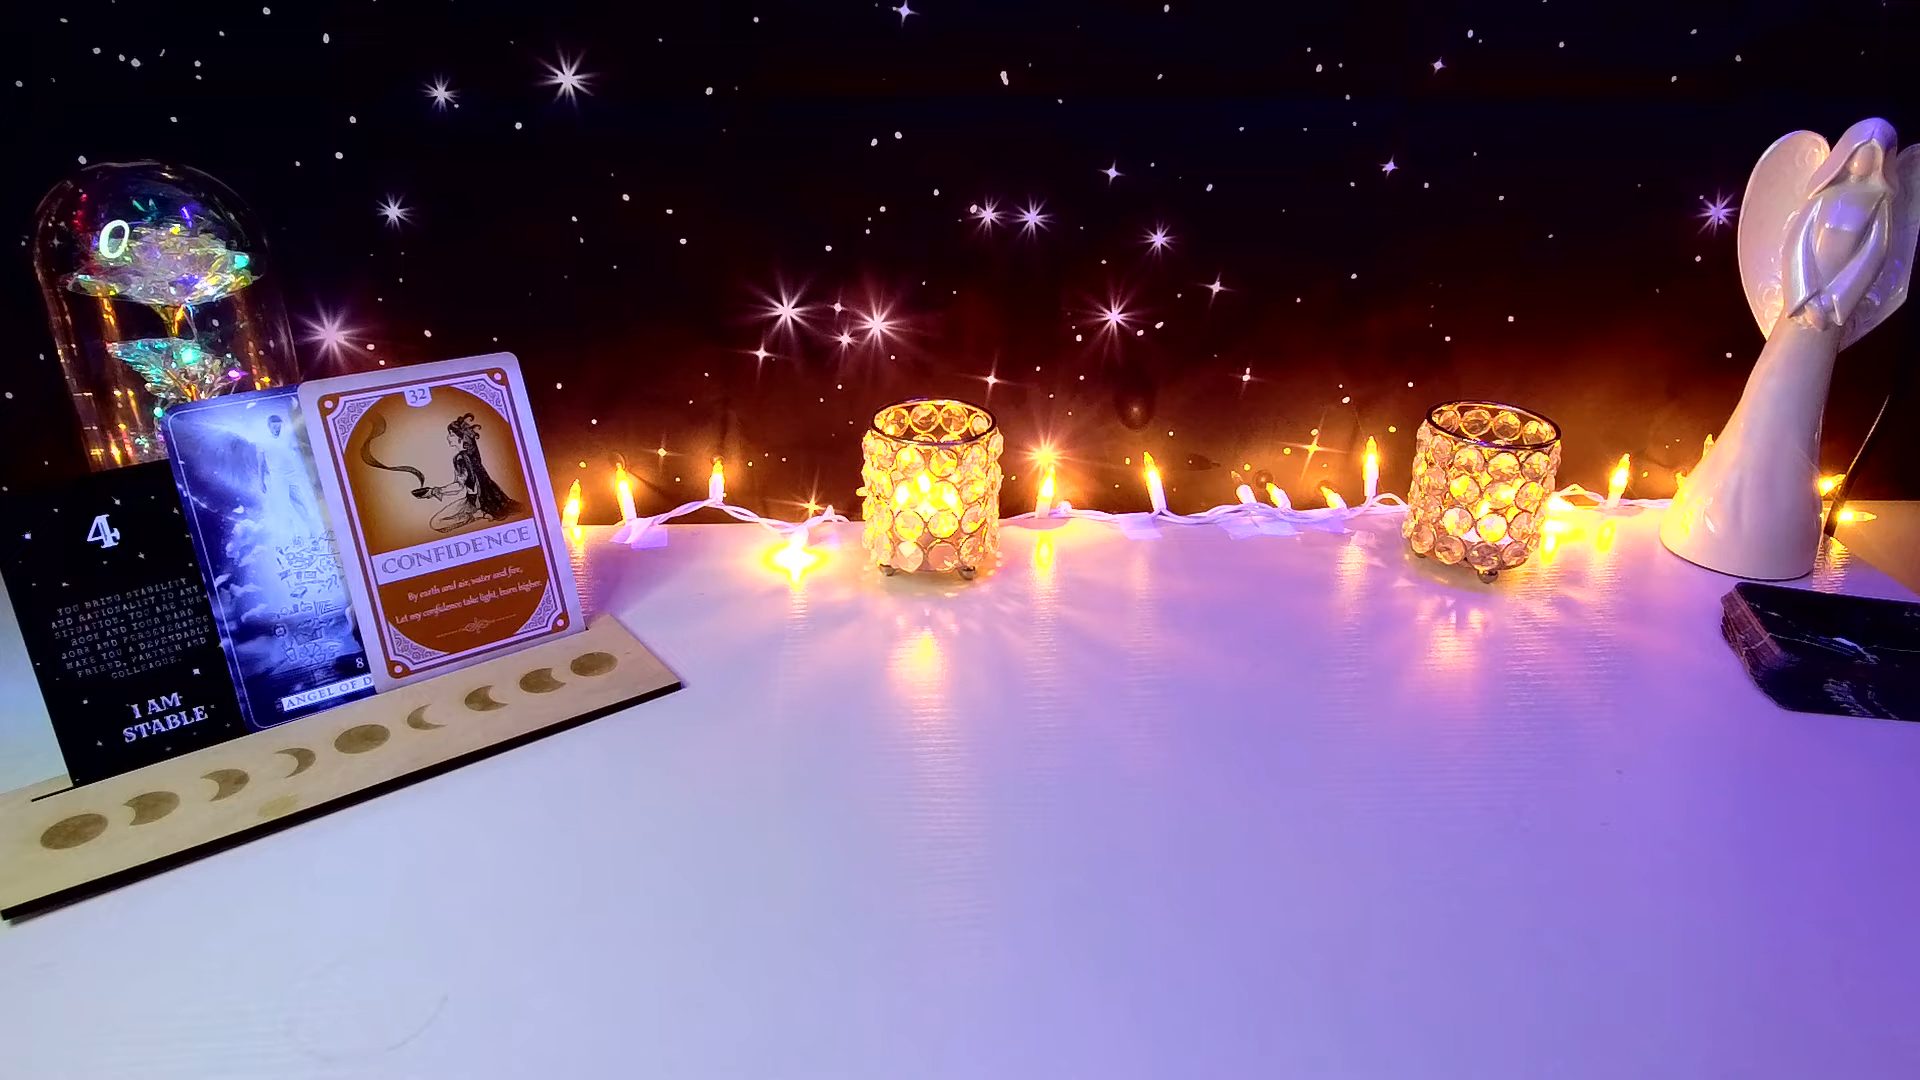 0
4
YOU BRING STABILITY
AND RATIONALITY TO ANY
SITUATION. YOU ARE THE
ROCK AND YOUR HARD
WORK AND PERSEVERANCE
MAKE YOU A DEPENDABLE
FRIEND, PARTNER AND
COLLEAGUE.
I AM
STABLE
8
ANGEL OF D
32
CONFIDENCE
By earth and air, water and fire,
Let my confidence take light, burn higher.